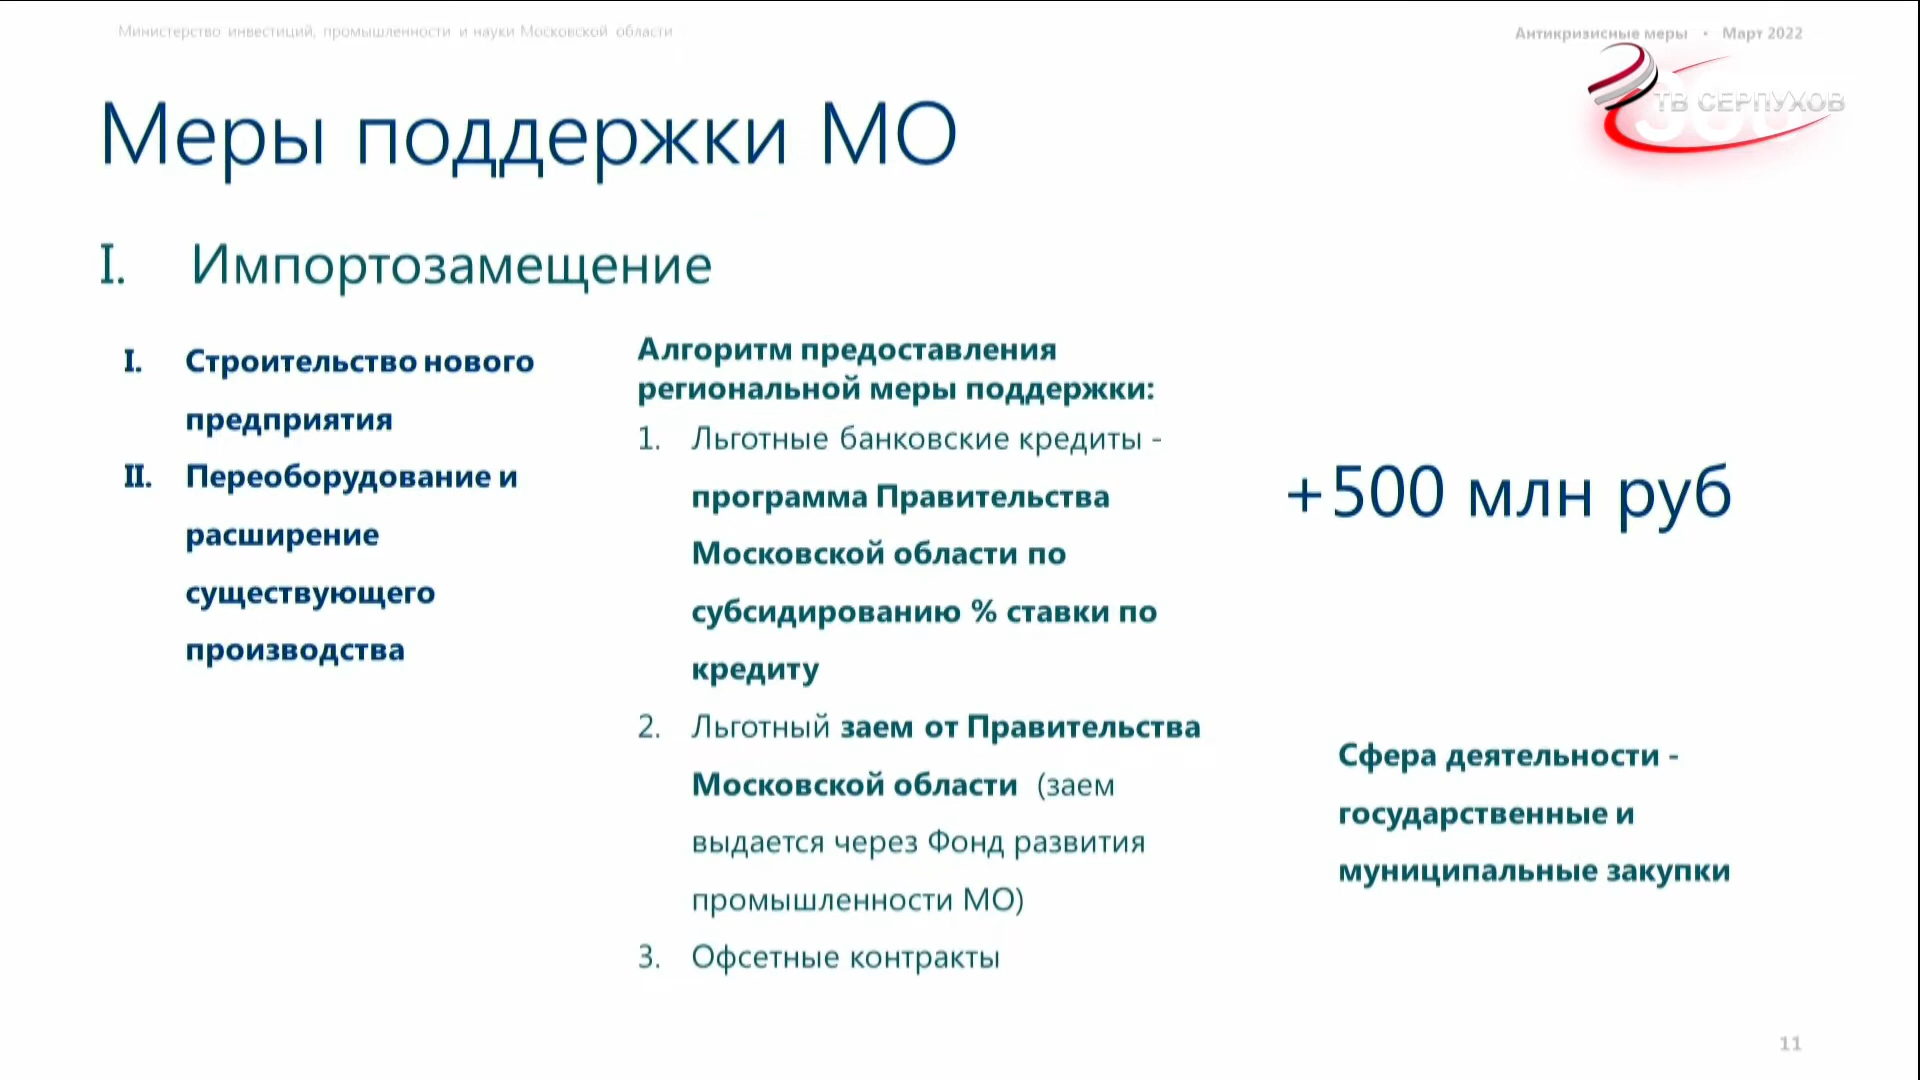 Министерство инвестиций, промышленности и науки Московской области
Антикризисные меры • Март 2022
ТВ СЕРПУХОВ
360
Меры поддержки МО
I. Импортозамещение
I. Строительство нового
предприятия
II. Переоборудование и
расширение
существующего
производства
Алгоритм предоставления
региональной меры поддержки:
1. Льготные банковские кредиты -
программа Правительства
Московской области по
субсидированию % ставки по
кредиту
2. Льготный заем от Правительства
Московской области (заем
выдается через Фонд развития
промышленности МО)
3. Офсетные контракты
+500 млн руб
Сфера деятельности -
государственные и
муниципальные закупки
11